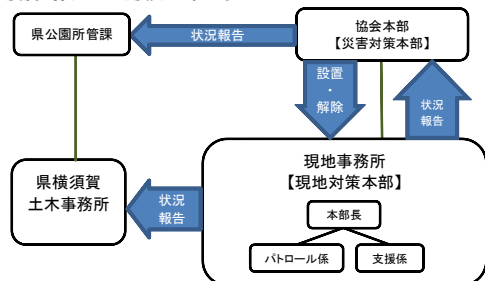 県公園所管課
状況報告
協会本部
【災害対策本部】
設置
・
解除
状況
報告
現地事務所
【現地対策本部】
本部長
パトロール係
支援係
状況
報告
県横須賀
土木事務所